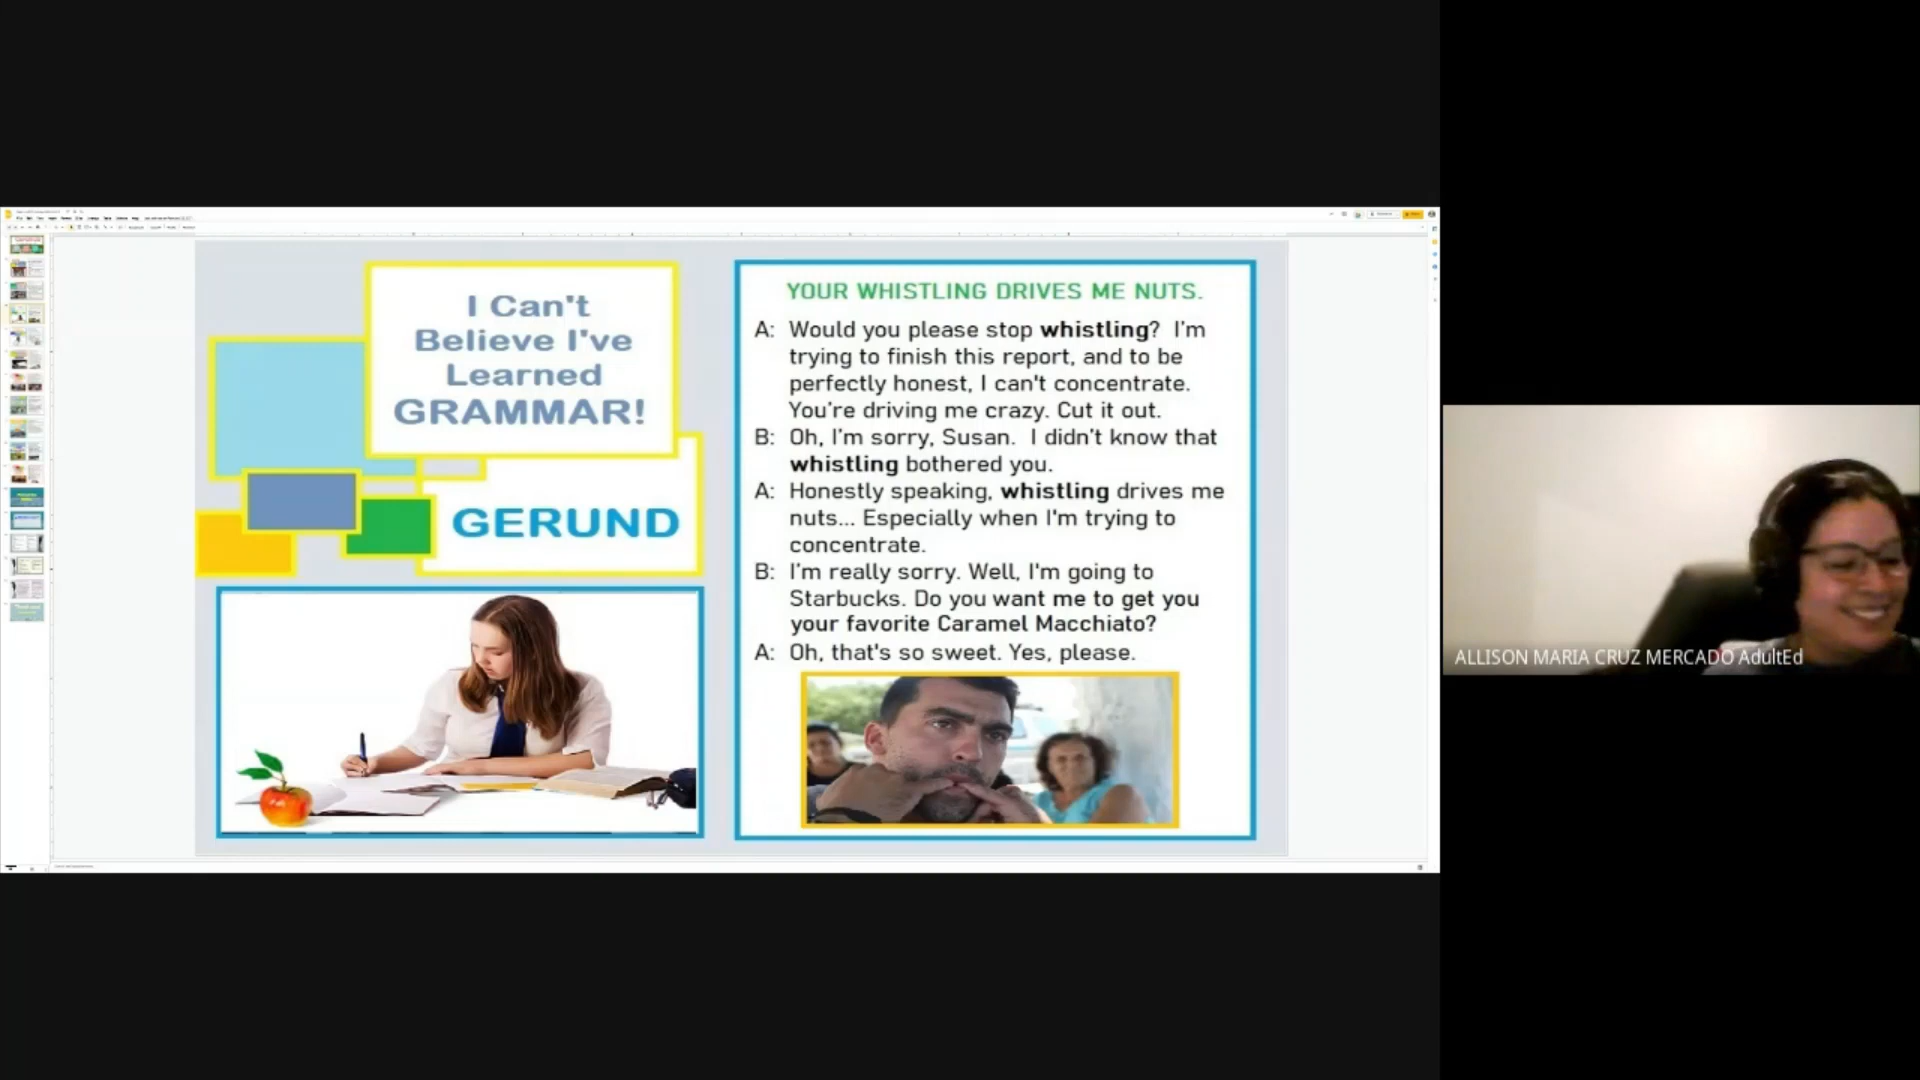 I Can't
Believe I've
Learned
GRAMMAR!
GERUND
YOUR WHISTLING DRIVES ME NUTS.
A: Would you please stop whistling? I'm
trying to finish this report, and to be
perfectly honest, I can't concentrate.
You're driving me crazy. Cut it out.
B: Oh, I'm sorry, Susan. I didn't know that
whistling bothered you.
A: Honestly speaking, whistling drives me
nuts... Especially when I'm trying to
concentrate.
B: I'm really sorry. Well, I'm going to
Starbucks. Do you want me to get you
your favorite Caramel Macchiato?
A: Oh, that's so sweet. Yes, please.
ALLISON MARIA CRUZ MERCADO AdultEd